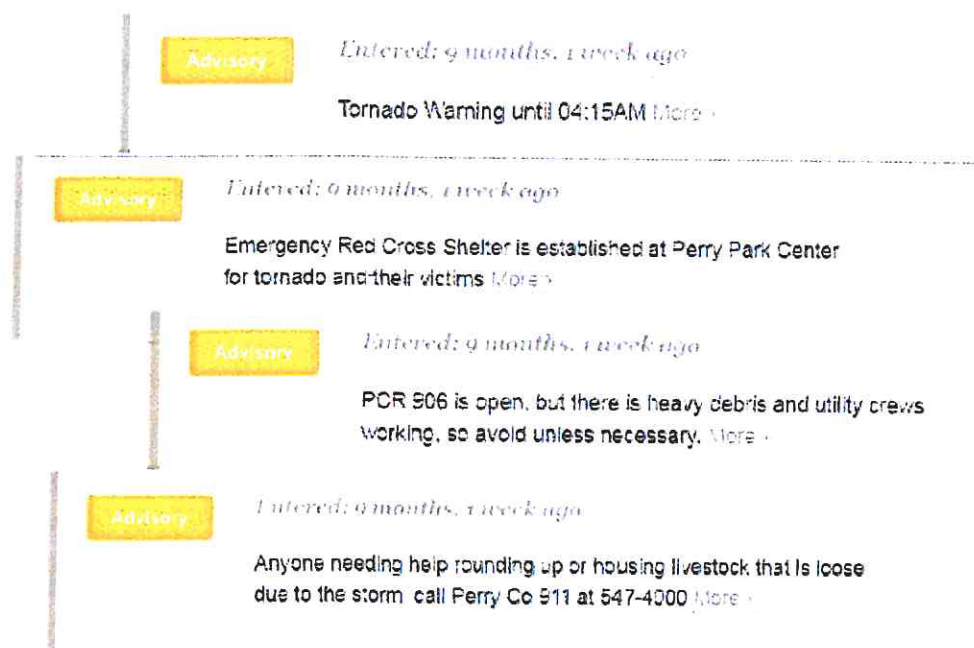 Advisory
Entered: 9 months, 1 week ago
Tornado Warning until 04:15AM More ›
Advisory
Entered: 9 months, 1 week ago
Emergency Red Cross Shelter is established at Perry Park Center
for tornado and their victims More ›
Advisory
Entered: 9 months, 1 week ago
PCR 906 is open, but there is heavy debris and utility crews
working, so avoid unless necessary. More ›
Advisory
Entered: 9 months, 1 week ago
Anyone needing help rounding up or housing livestock that is loose
due to the storm call Perry Co 911 at 547-4000 More ›